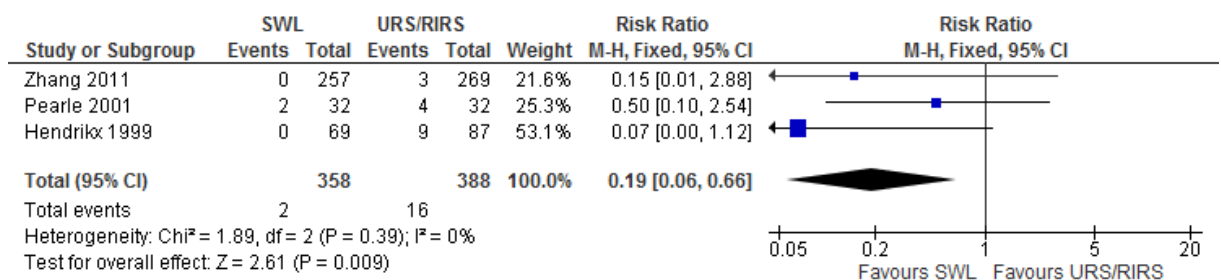 SWL URS/RIRS Risk Ratio Risk Ratio
Study or Subgroup Events Total Events Total Weight M-H, Fixed, 95% CI M-H, Fixed, 95% CI
Zhang 2011 0 257 3 269 21.6% 0.15 [0.01, 2.88]
Pearle 2001 2 32 4 32 25.3% 0.50 [0.10, 2.54]
Hendrikx 1999 0 69 9 87 53.1% 0.07 [0.00, 1.12]
Total (95% CI) 358 388 100.0% 0.19 [0.06, 0.66]
Total events 2 16
Heterogeneity: Chi² = 1.89, df = 2 (P = 0.39); I² = 0%
Test for overall effect: Z = 2.61 (P = 0.009)
0.05 0.2 1 5 20
Favours SWL Favours URS/RIRS